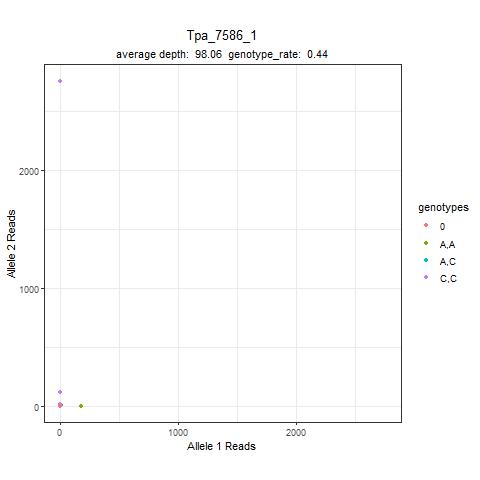 Tpa_7586_1
average depth: 98.06 genotype_rate: 0.44
2000
1000
0
0
1000
2000
Allele 2 Reads
Allele 1 Reads
genotypes
0
A,A
A,C
C,C